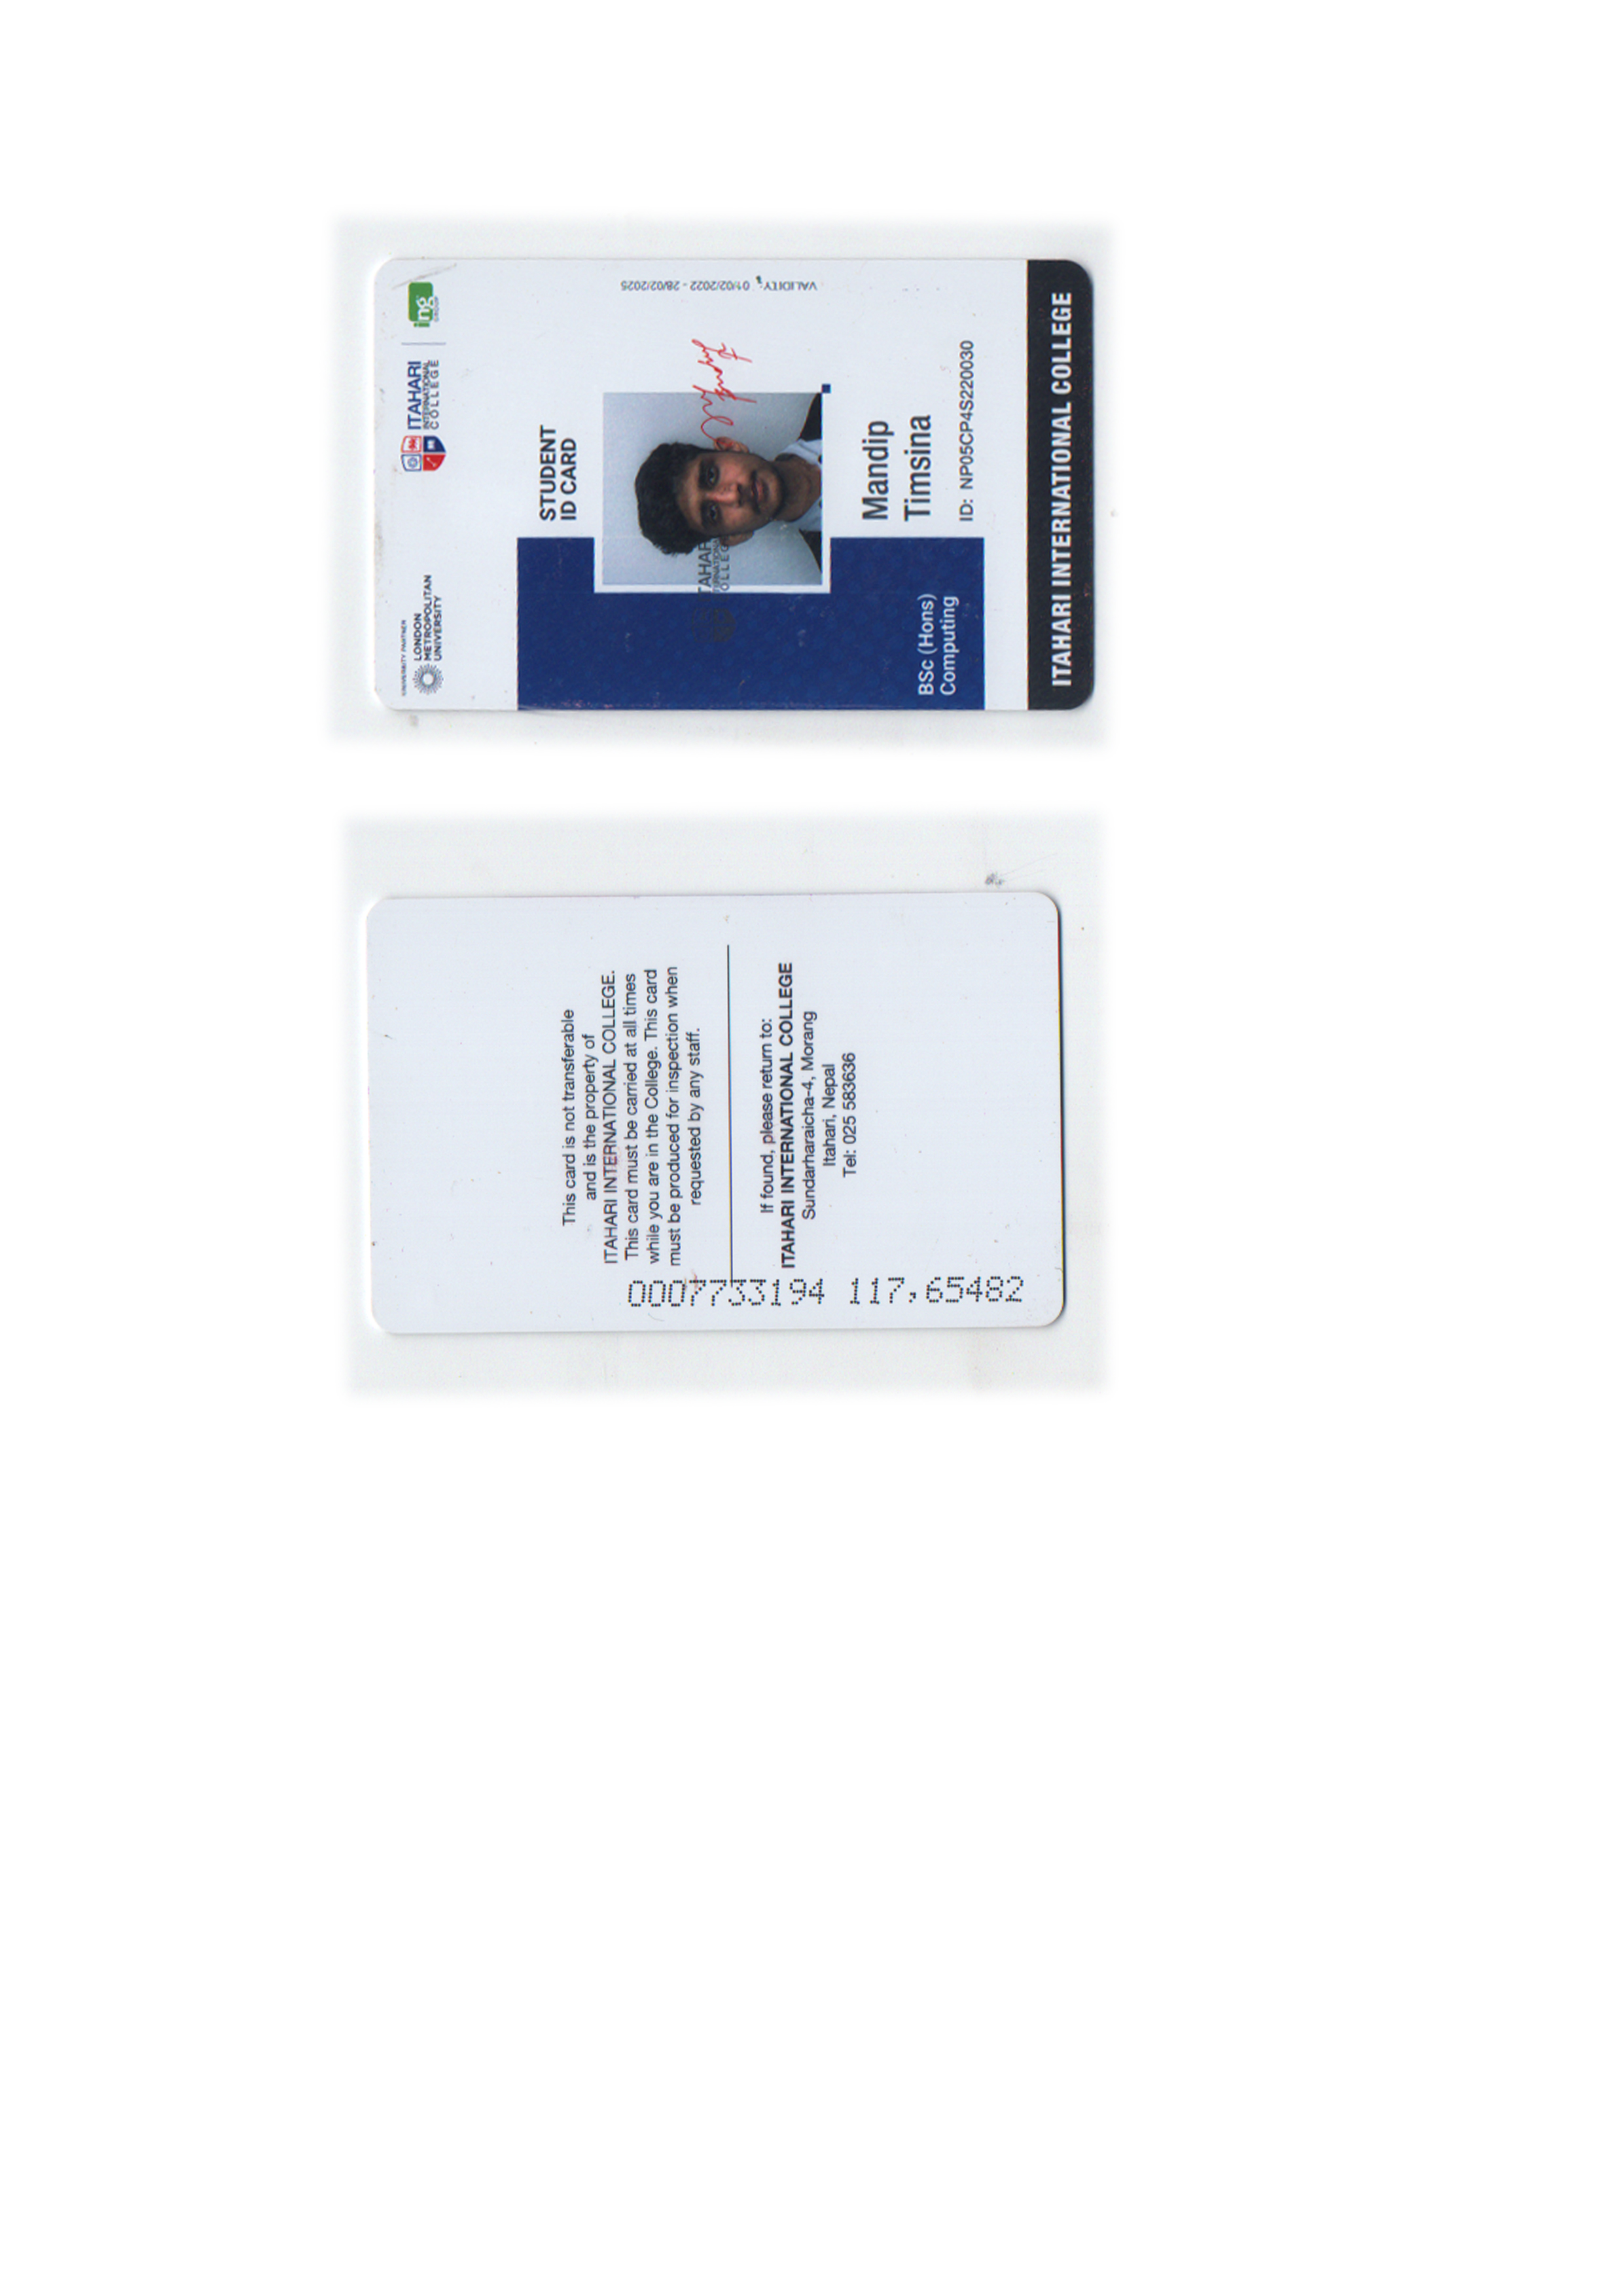 UNIVERSITY PARTNER
LONDON
METROPOLITAN
UNIVERSITY
ITAHARI
INTERNATIONAL
COLLEGE
ing
GROUP
STUDENT
ID CARD
VALIDITY: 01/02/2022 - 28/02/2025
Mandip
Timsina
ID: NP05CP4S220030
BSc (Hons)
Computing
ITAHARI INTERNATIONAL COLLEGE
This card is not transferable
and is the property of
ITAHARI INTERNATIONAL COLLEGE.
This card must be carried at all times
while you are in the College. This card
must be produced for inspection when
requested by any staff.
If found, please return to:
ITAHARI INTERNATIONAL COLLEGE
Sundarharaicha-4, Morang
Itahari, Nepal
Tel: 025 583636
0007733194 117,65482